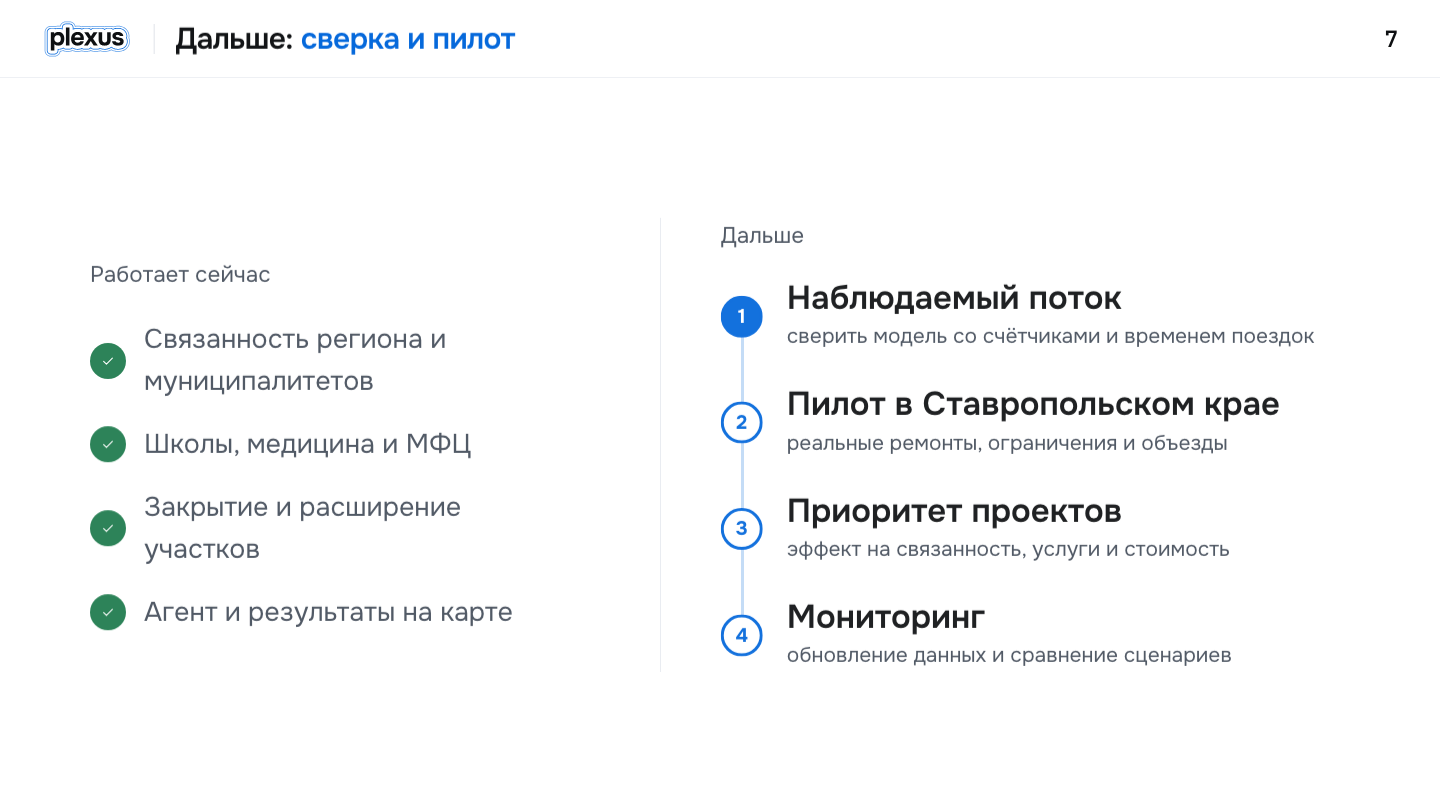 plexus
Дальше: сверка и пилот
7
Работает сейчас
Связанность региона и
муниципалитетов
Школы, медицина и МФЦ
Закрытие и расширение
участков
Агент и результаты на карте
Дальше
1
Наблюдаемый поток
сверить модель со счётчиками и временем поездок
2
Пилот в Ставропольском крае
реальные ремонты, ограничения и объезды
3
Приоритет проектов
эффект на связанность, услуги и стоимость
4
Мониторинг
обновление данных и сравнение сценариев